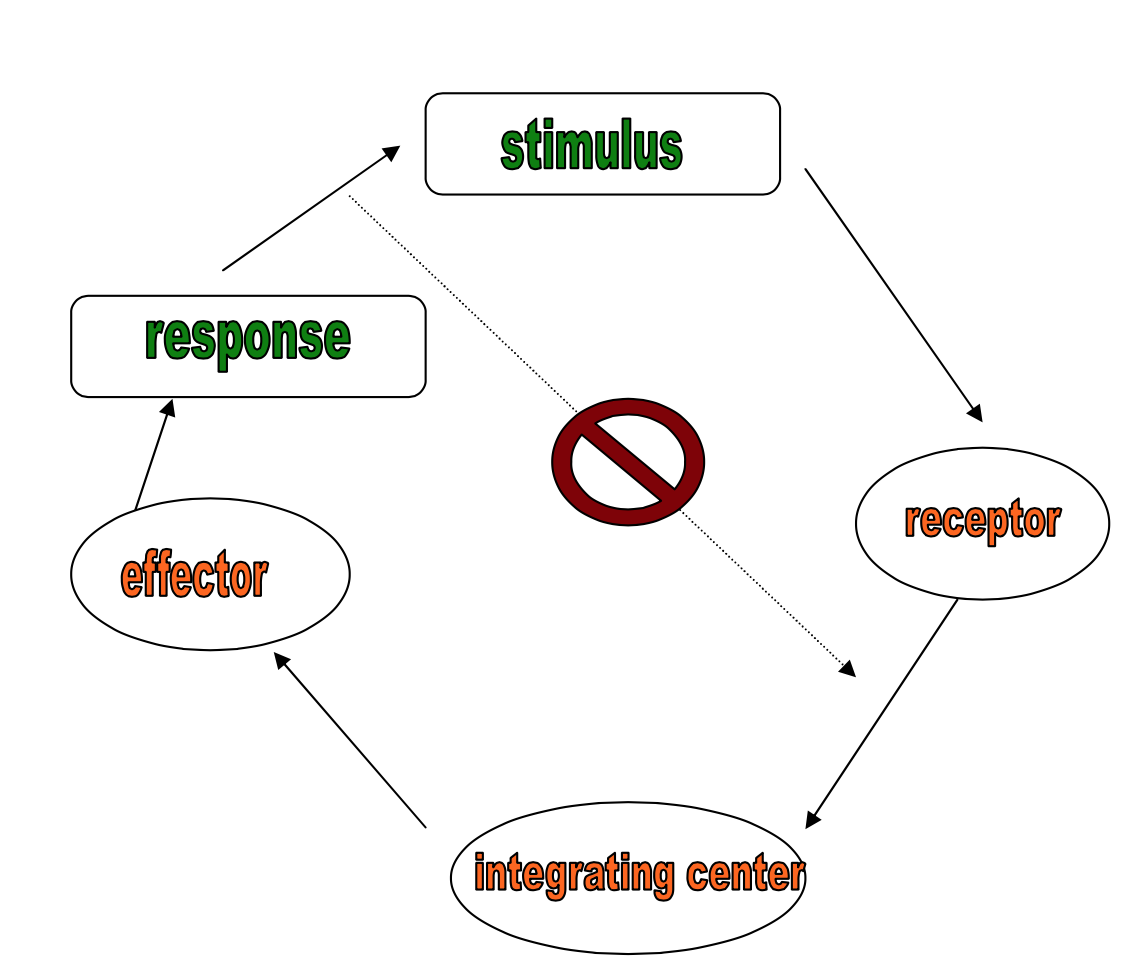 stimulus
response
receptor
effector
integrating center